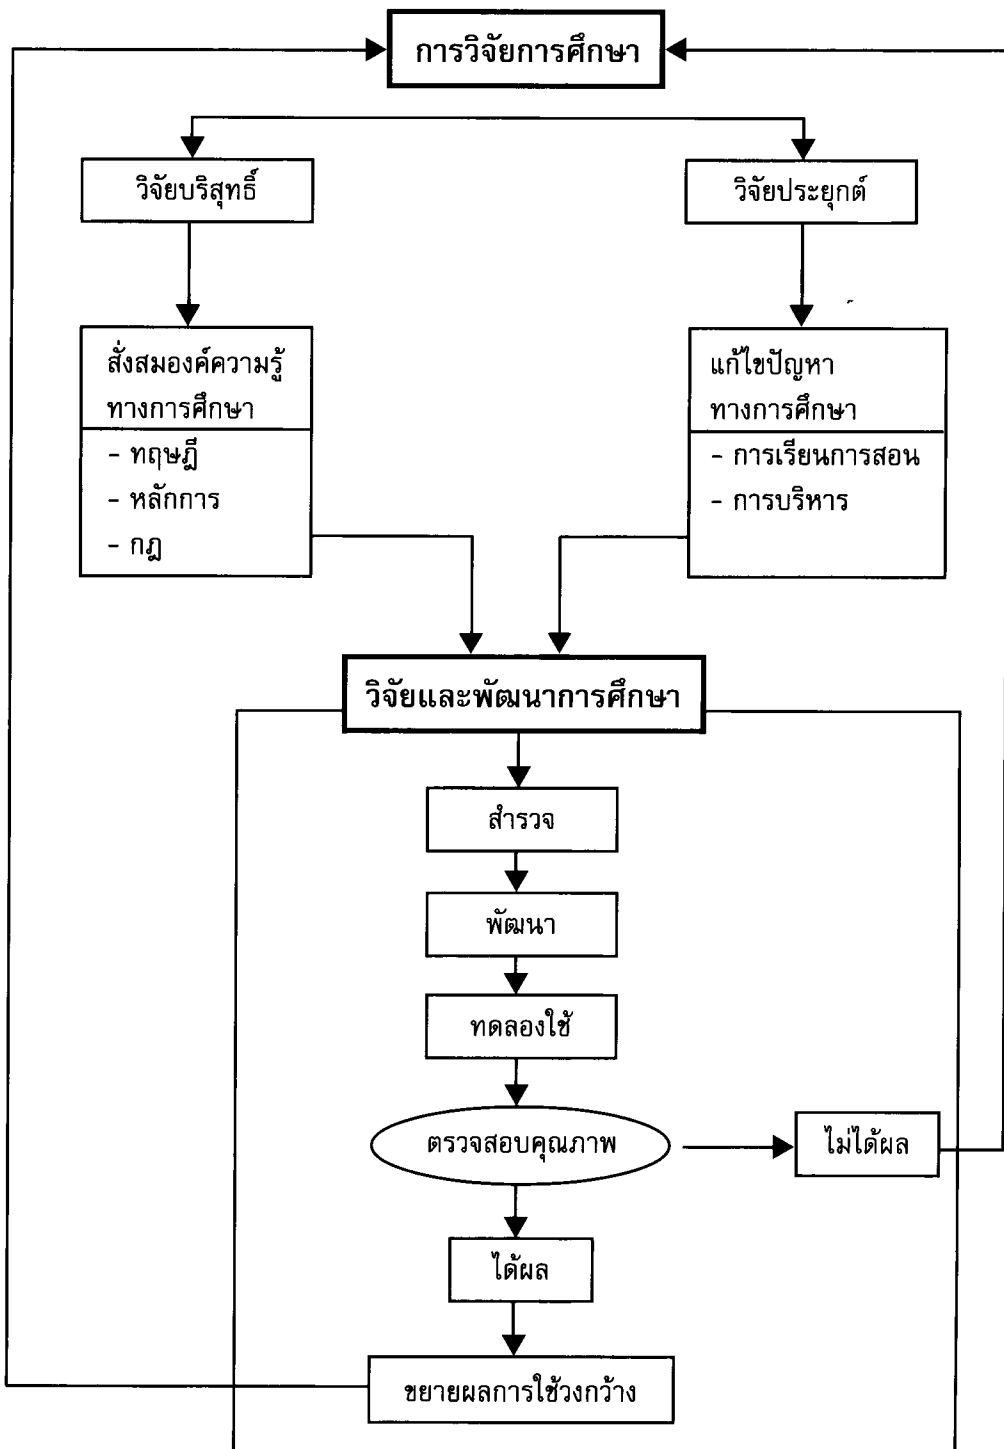 การวิจัยการศึกษา
วิจัยบริสุทธิ์
วิจัยประยุกต์
สั่งสมองค์ความรู้
ทางการศึกษา
- ทฤษฎี
- หลักการ
- กฎ
แก้ไขปัญหา
ทางการศึกษา
- การเรียนการสอน
- การบริหาร
วิจัยและพัฒนาการศึกษา
สำรวจ
พัฒนา
ทดลองใช้
ตรวจสอบคุณภาพ
ไม่ได้ผล
ได้ผล
ขยายผลการใช้วงกว้าง